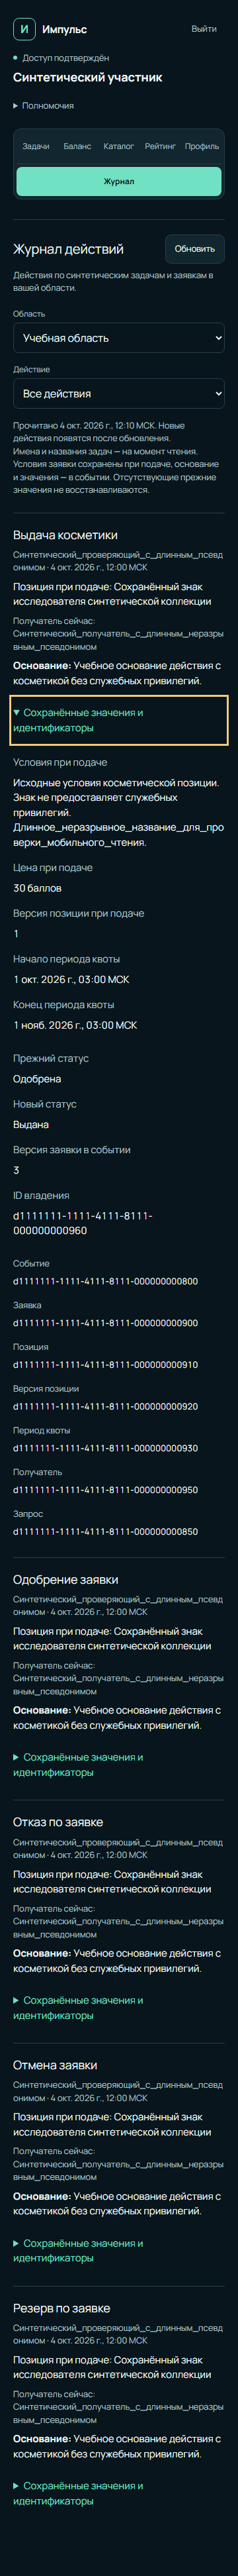 И Импульс Выйти
Доступ подтверждён
Синтетический участник
Полномочия
Задачи Баланс Каталог Рейтинг Профиль
Журнал
Журнал действий Обновить
Действия по синтетическим задачам и заявкам в
вашей области.
Область
Учебная область
Действие
Все действия
Прочитано 4 окт. 2026 г., 12:10 МСК. Новые
действия появятся после обновления.
Имена и названия задач — на момент чтения.
Условия заявки сохранены при подаче, основание
и значения — в событии. Отсутствующие прежние
значения не восстанавливаются.
Выдача косметики
Синтетический_проверяющий_с_длинным_псевд
онимом · 4 окт. 2026 г., 12:00 МСК
Позиция при подаче: Сохранённый знак
исследователя синтетической коллекции
Получатель сейчас:
Синтетический_получатель_с_длинным_неразры
вным_псевдонимом
Основание: Учебное основание действия с
косметикой без служебных привилегий.
Сохранённые значения и
идентификаторы
Условия при подаче
Исходные условия косметической позиции.
Знак не предоставляет служебных
привилегий.
Длинное_неразрывное_название_для_про
верки_мобильного_чтения.
Цена при подаче
30 баллов
Версия позиции при подаче
1
Начало периода квоты
1 окт. 2026 г., 03:00 МСК
Конец периода квоты
1 нояб. 2026 г., 03:00 МСК
Прежний статус
Одобрена
Новый статус
Выдана
Версия заявки в событии
3
ID владения
d1111111-1111-4111-8111-
000000000960
Событие
d1111111-1111-4111-8111-000000000800
Заявка
d1111111-1111-4111-8111-000000000900
Позиция
d1111111-1111-4111-8111-000000000910
Версия позиции
d1111111-1111-4111-8111-000000000920
Период квоты
d1111111-1111-4111-8111-000000000930
Получатель
d1111111-1111-4111-8111-000000000950
Запрос
d1111111-1111-4111-8111-000000000850
Одобрение заявки
Синтетический_проверяющий_с_длинным_псевд
онимом · 4 окт. 2026 г., 12:00 МСК
Позиция при подаче: Сохранённый знак
исследователя синтетической коллекции
Получатель сейчас:
Синтетический_получатель_с_длинным_неразры
вным_псевдонимом
Основание: Учебное основание действия с
косметикой без служебных привилегий.
Сохранённые значения и
идентификаторы
Отказ по заявке
Синтетический_проверяющий_с_длинным_псевд
онимом · 4 окт. 2026 г., 12:00 МСК
Позиция при подаче: Сохранённый знак
исследователя синтетической коллекции
Получатель сейчас:
Синтетический_получатель_с_длинным_неразры
вным_псевдонимом
Основание: Учебное основание действия с
косметикой без служебных привилегий.
Сохранённые значения и
идентификаторы
Отмена заявки
Синтетический_проверяющий_с_длинным_псевд
онимом · 4 окт. 2026 г., 12:00 МСК
Позиция при подаче: Сохранённый знак
исследователя синтетической коллекции
Получатель сейчас:
Синтетический_получатель_с_длинным_неразры
вным_псевдонимом
Основание: Учебное основание действия с
косметикой без служебных привилегий.
Сохранённые значения и
идентификаторы
Резерв по заявке
Синтетический_проверяющий_с_длинным_псевд
онимом · 4 окт. 2026 г., 12:00 МСК
Позиция при подаче: Сохранённый знак
исследователя синтетической коллекции
Получатель сейчас:
Синтетический_получатель_с_длинным_неразры
вным_псевдонимом
Основание: Учебное основание действия с
косметикой без служебных привилегий.
Сохранённые значения и
идентификаторы